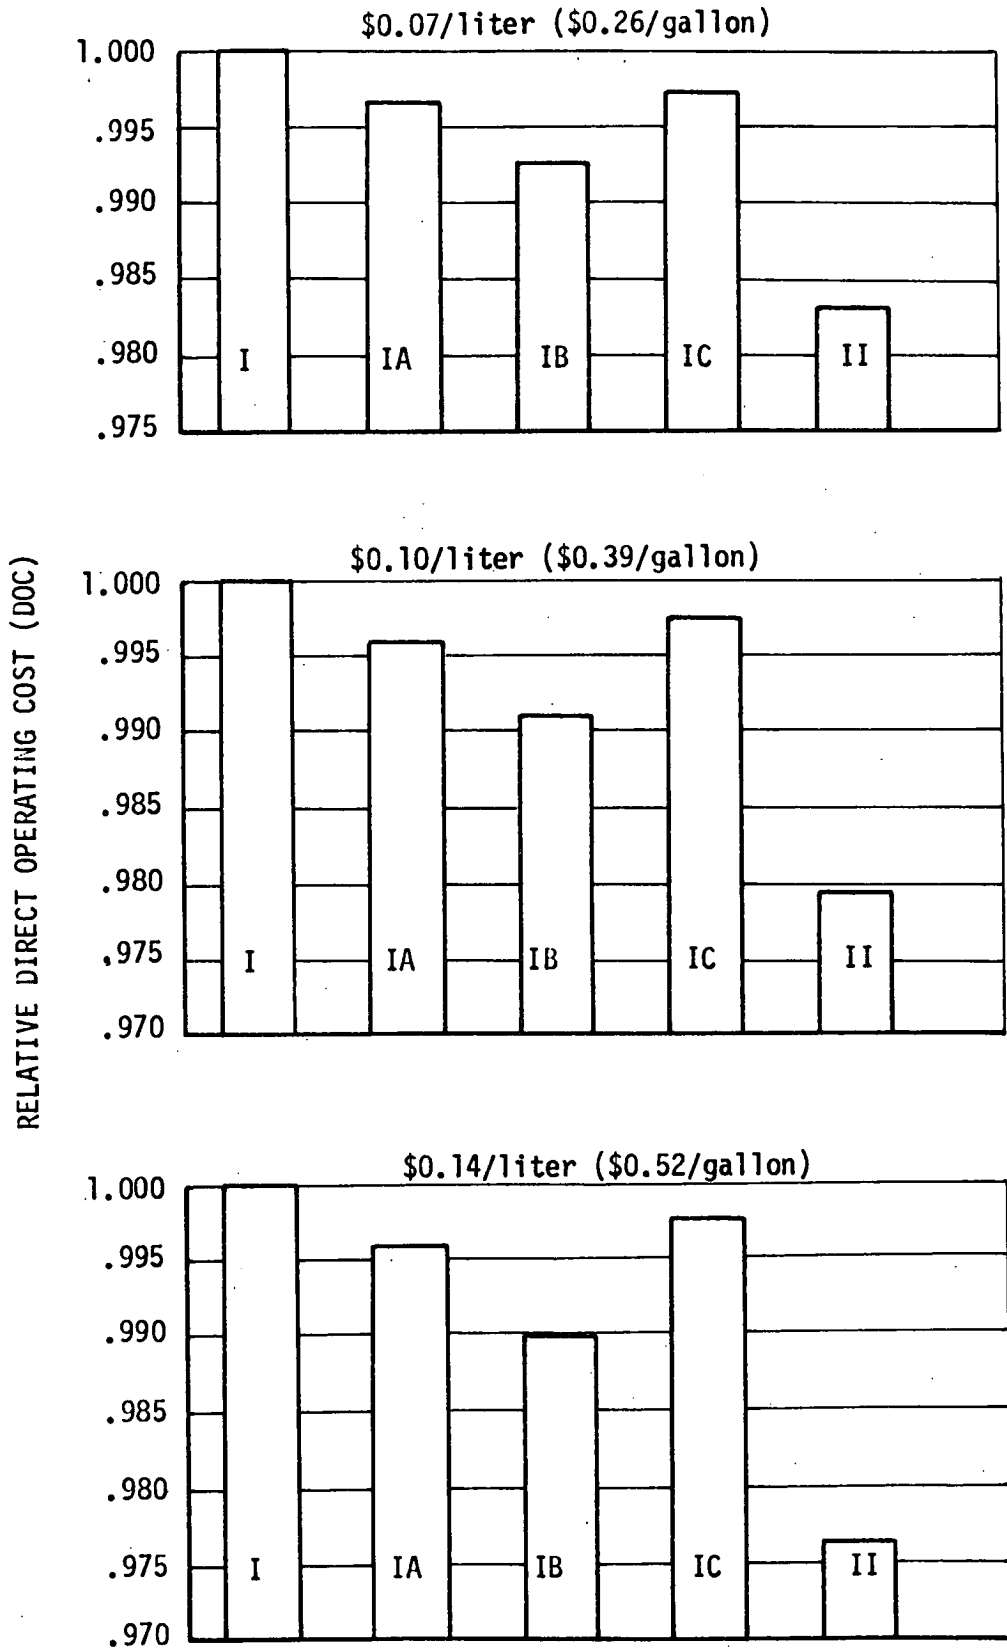 $0.07/liter ($0.26/gallon)
1.000
.995
.990
.985
.980
.975
I
IA
IB
IC
II
RELATIVE DIRECT OPERATING COST (DOC)
$0.10/liter ($0.39/gallon)
1.000
.995
.990
.985
.980
.975
.970
I
IA
IB
IC
II
$0.14/liter ($0.52/gallon)
1.000
.995
.990
.985
.980
.975
.970
I
IA
IB
IC
II